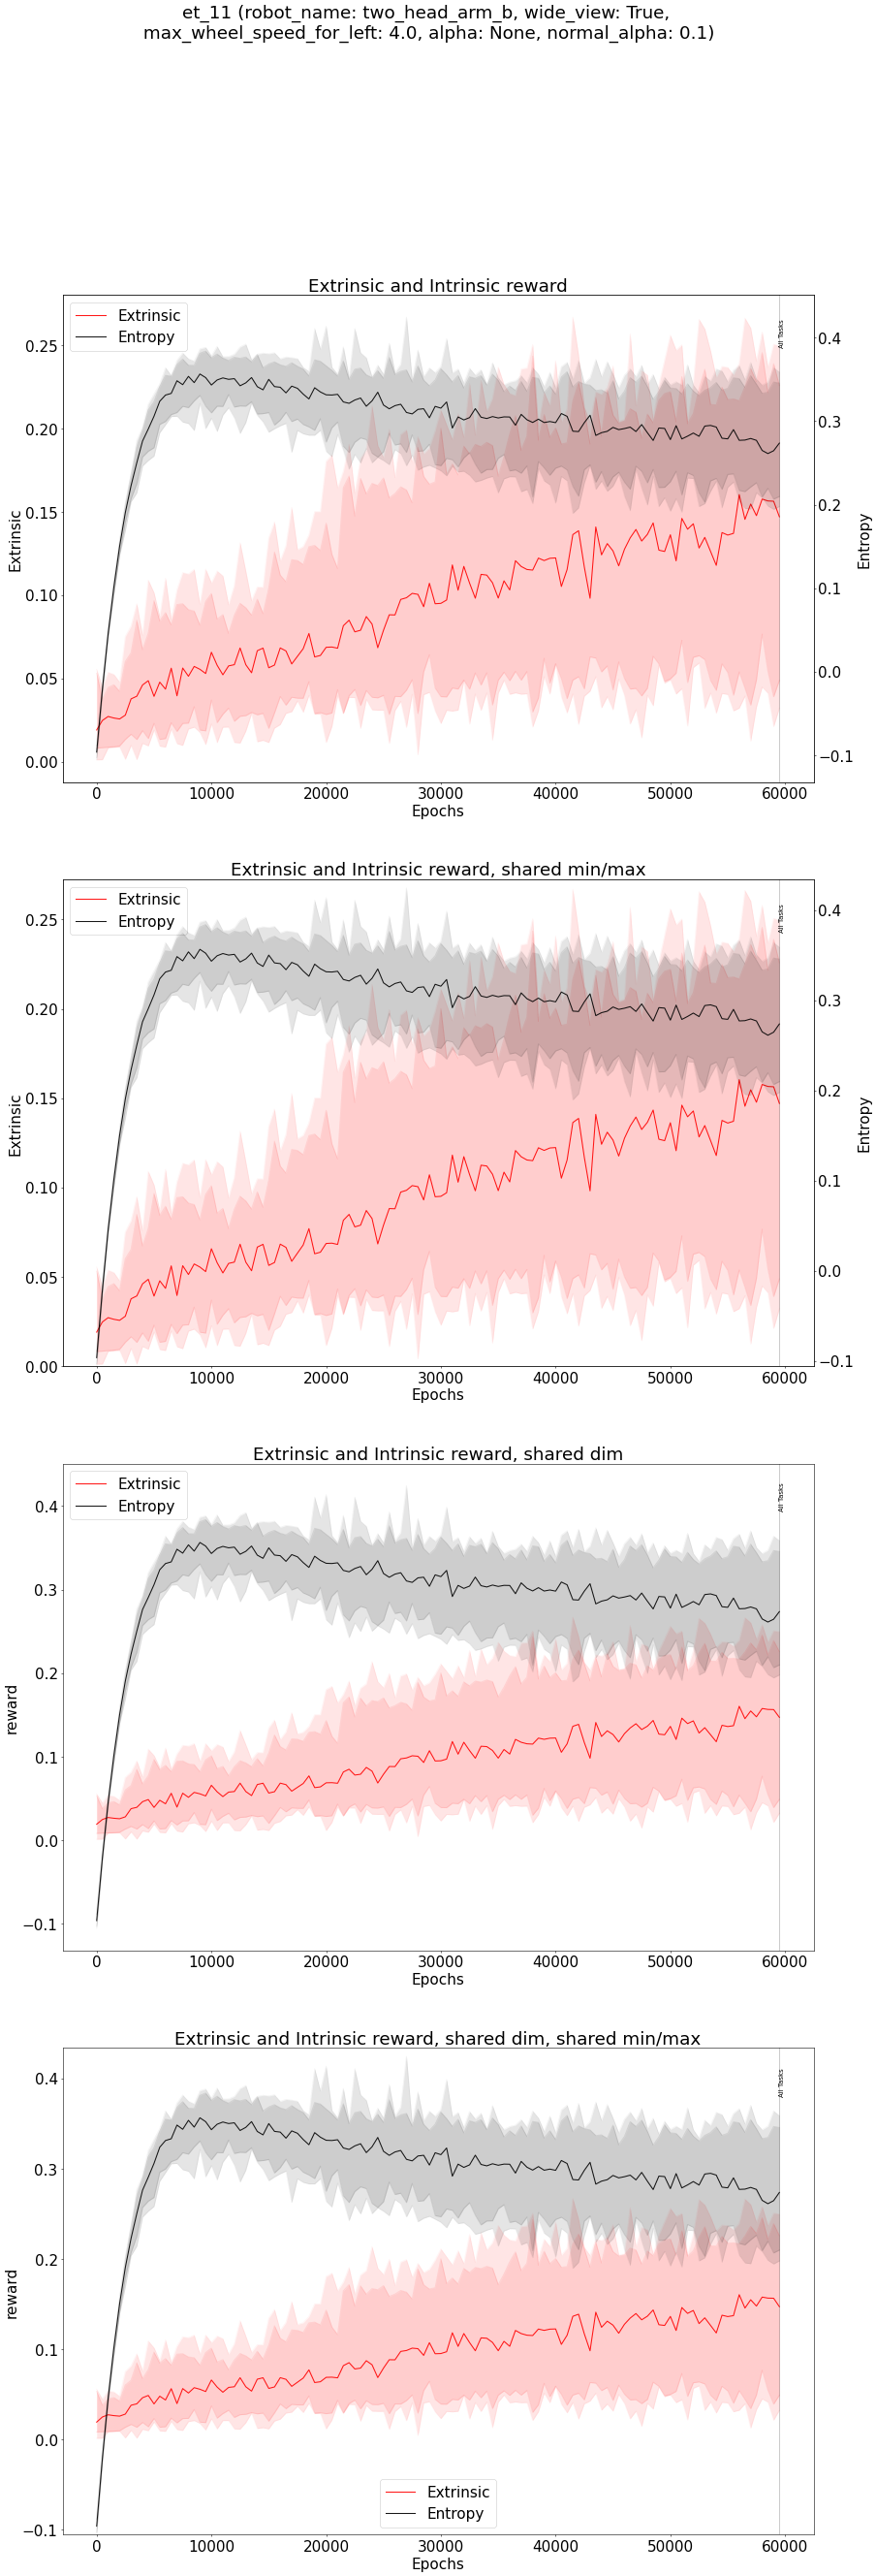 et_11 (robot_name: two_head_arm_b, wide_view: True,
max_wheel_speed_for_left: 4.0, alpha: None, normal_alpha: 0.1)
Extrinsic and Intrinsic reward
Extrinsic
Entropy
All Tasks
0.25
0.20
0.15
0.10
0.05
0.00
Extrinsic
0.4
0.3
0.2
0.1
0.0
−0.1
Entropy
0 10000 20000 30000 40000 50000 60000
Epochs
Extrinsic and Intrinsic reward, shared min/max
Extrinsic
Entropy
All Tasks
0.25
0.20
0.15
0.10
0.05
0.00
Extrinsic
0.4
0.3
0.2
0.1
0.0
−0.1
Entropy
0 10000 20000 30000 40000 50000 60000
Epochs
Extrinsic and Intrinsic reward, shared dim
Extrinsic
Entropy
All Tasks
0.4
0.3
0.2
0.1
0.0
−0.1
reward
0 10000 20000 30000 40000 50000 60000
Epochs
Extrinsic and Intrinsic reward, shared dim, shared min/max
All Tasks
0.4
0.3
0.2
0.1
0.0
−0.1
reward
Extrinsic
Entropy
0 10000 20000 30000 40000 50000 60000
Epochs